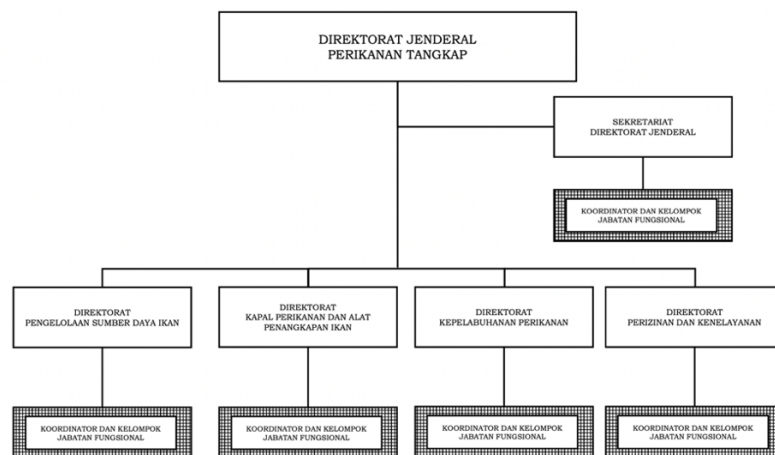 DIREKTORAT JENDERAL
PERIKANAN TANGKAP
SEKRETARIAT
DIREKTORAT JENDERAL
KOORDINATOR DAN KELOMPOK
JABATAN FUNGSIONAL
DIREKTORAT
PENGELOLAAN SUMBER DAYA IKAN
DIREKTORAT
KAPAL PERIKANAN DAN ALAT
PENANGKAPAN IKAN
DIREKTORAT
KEPELABUHANAN PERIKANAN
DIREKTORAT
PERIZINAN DAN KENELAYANAN
KOORDINATOR DAN KELOMPOK
JABATAN FUNGSIONAL
KOORDINATOR DAN KELOMPOK
JABATAN FUNGSIONAL
KOORDINATOR DAN KELOMPOK
JABATAN FUNGSIONAL
KOORDINATOR DAN KELOMPOK
JABATAN FUNGSIONAL